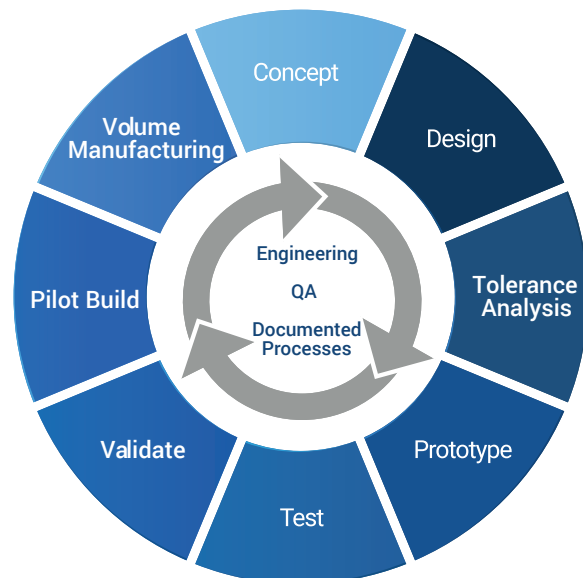 Concept
Design
Tolerance
Analysis
Prototype
Test
Validate
Pilot Build
Volume
Manufacturing
Engineering
QA
Documented
Processes